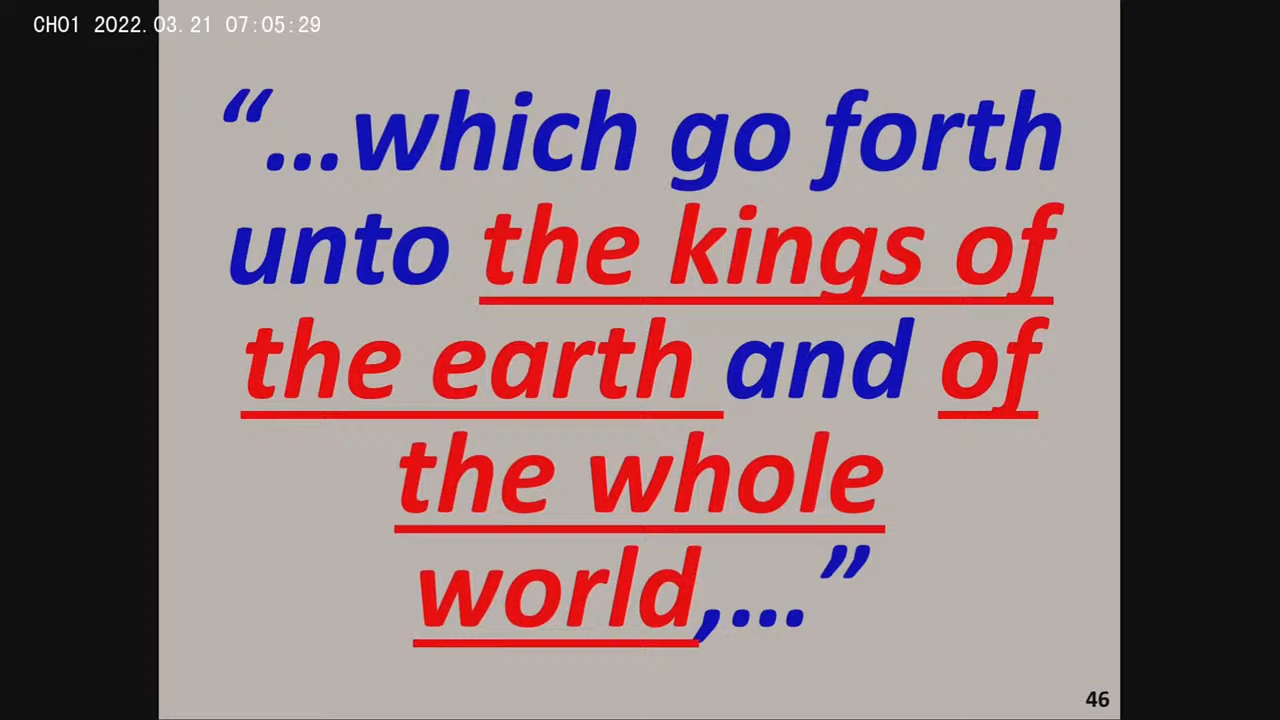 CH01 2022.03.21 07:05:29
“...which go forth
unto the kings of
the earth and of
the whole
world,...”
46